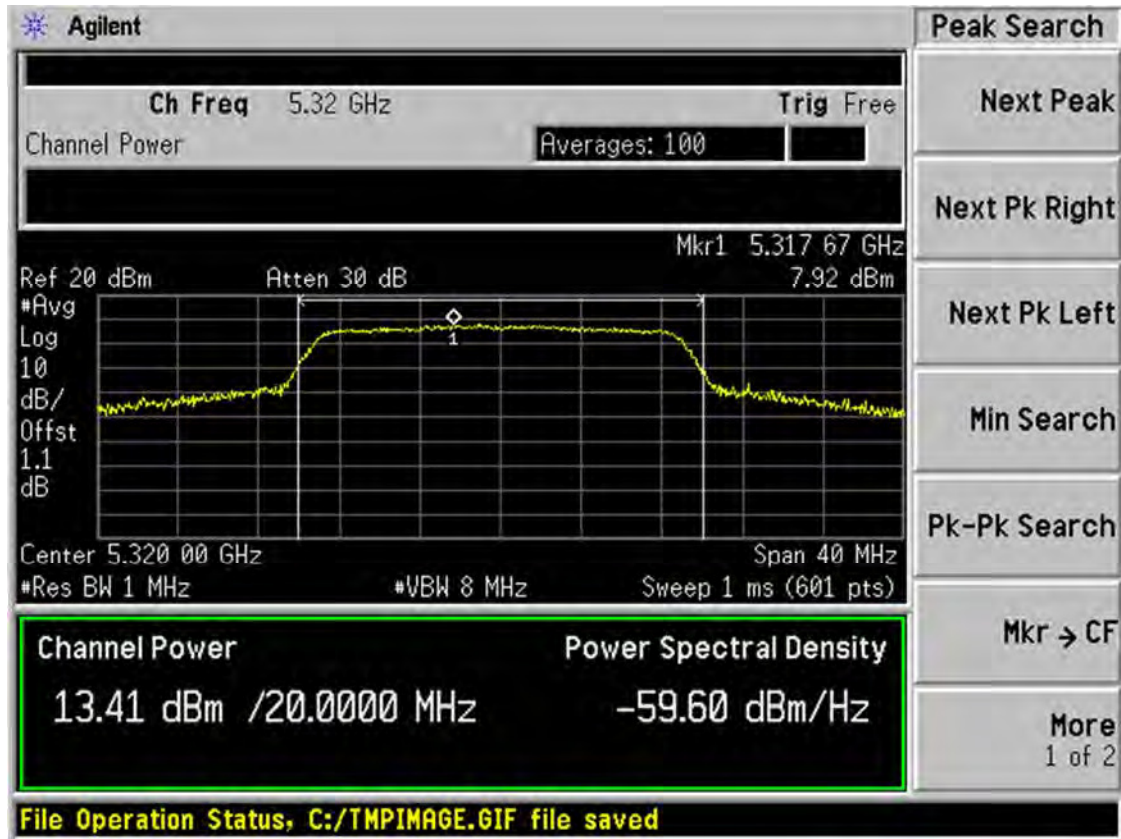 Agilent
Peak Search
Ch Freq 5.32 GHz Trig Free
Channel Power Averages: 100
Mkr1 5.317 67 GHz
Ref 20 dBm Atten 30 dB 7.92 dBm
#Avg
Log
10
dB/
Offst
1.1
dB
1
Center 5.320 00 GHz Span 40 MHz
#Res BW 1 MHz #VBW 8 MHz Sweep 1 ms (601 pts)
Channel Power Power Spectral Density
13.41 dBm /20.0000 MHz -59.60 dBm/Hz
File Operation Status, C:/TMPIMAGE.GIF file saved
Next Peak
Next Pk Right
Next Pk Left
Min Search
Pk-Pk Search
Mkr → CF
More
1 of 2